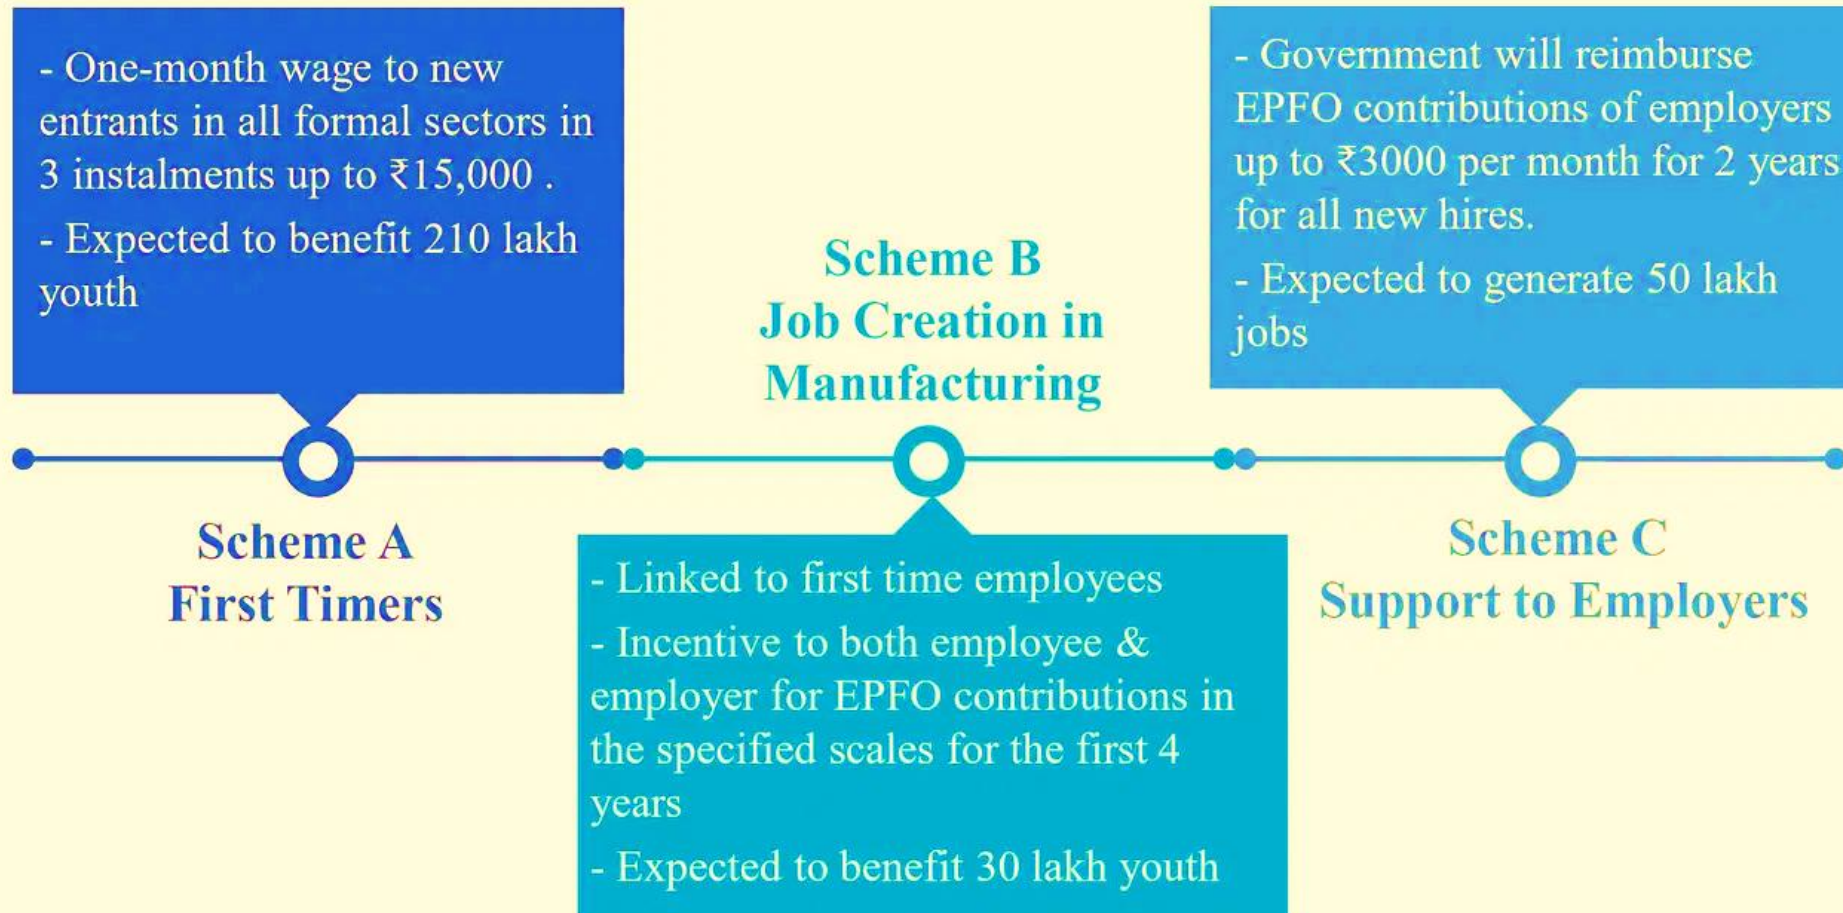 - One-month wage to new
entrants in all formal sectors in
3 instalments up to ₹15,000 .
- Expected to benefit 210 lakh
youth
Scheme A
First Timers
Scheme B
Job Creation in
Manufacturing
- Linked to first time employees
- Incentive to both employee &
employer for EPFO contributions in
the specified scales for the first 4
years
- Expected to benefit 30 lakh youth
- Government will reimburse
EPFO contributions of employers
up to ₹3000 per month for 2 years
for all new hires.
- Expected to generate 50 lakh
jobs
Scheme C
Support to Employers